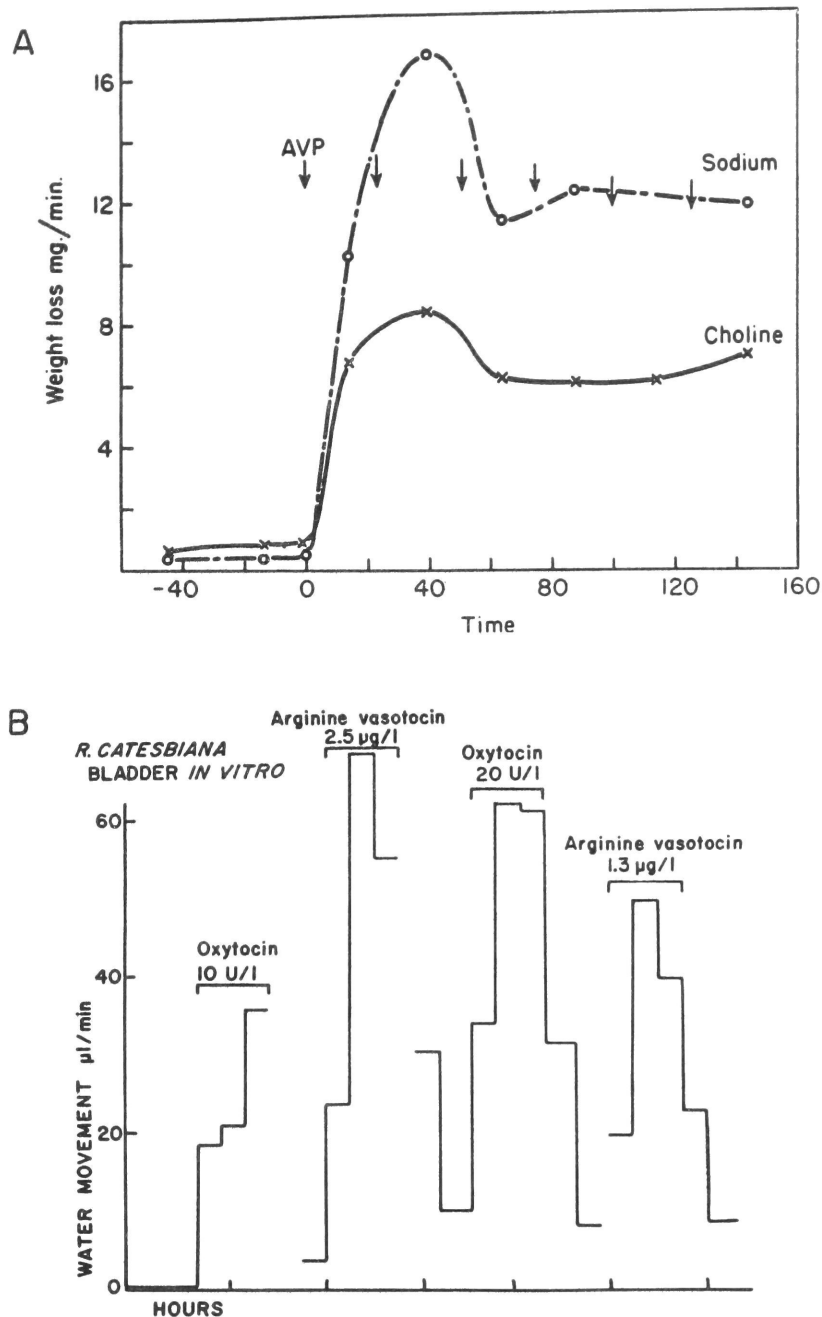 A
16
12
8
4
Weight loss mg./min.
AVP
Sodium
Choline
-40
0
40
80
120
160
Time
B
R. CATESBIANA
BLADDER IN VITRO
Arginine vasotocin
2.5 µg/l
Oxytocin
20 U/l
Arginine vasotocin
1.3 µg/l
Oxytocin
10 U/l
60
40
20
0
WATER MOVEMENT µl/min
HOURS